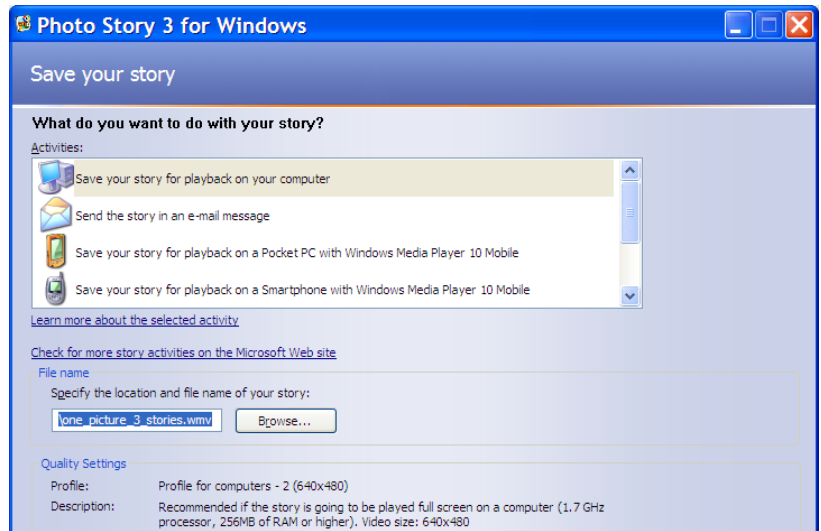 Photo Story 3 for Windows
Save your story
What do you want to do with your story?
Activities:
Save your story for playback on your computer
Send the story in an e-mail message
Save your story for playback on a Pocket PC with Windows Media Player 10 Mobile
Save your story for playback on a Smartphone with Windows Media Player 10 Mobile
Learn more about the selected activity
Check for more story activities on the Microsoft Web site
File name
Specify the location and file name of your story:
\one_picture_3_stories.wmv Browse...
Quality Settings
Profile: Profile for computers - 2 (640x480)
Description: Recommended if the story is going to be played full screen on a computer (1.7 GHz
processor, 256MB of RAM or higher). Video size: 640x480